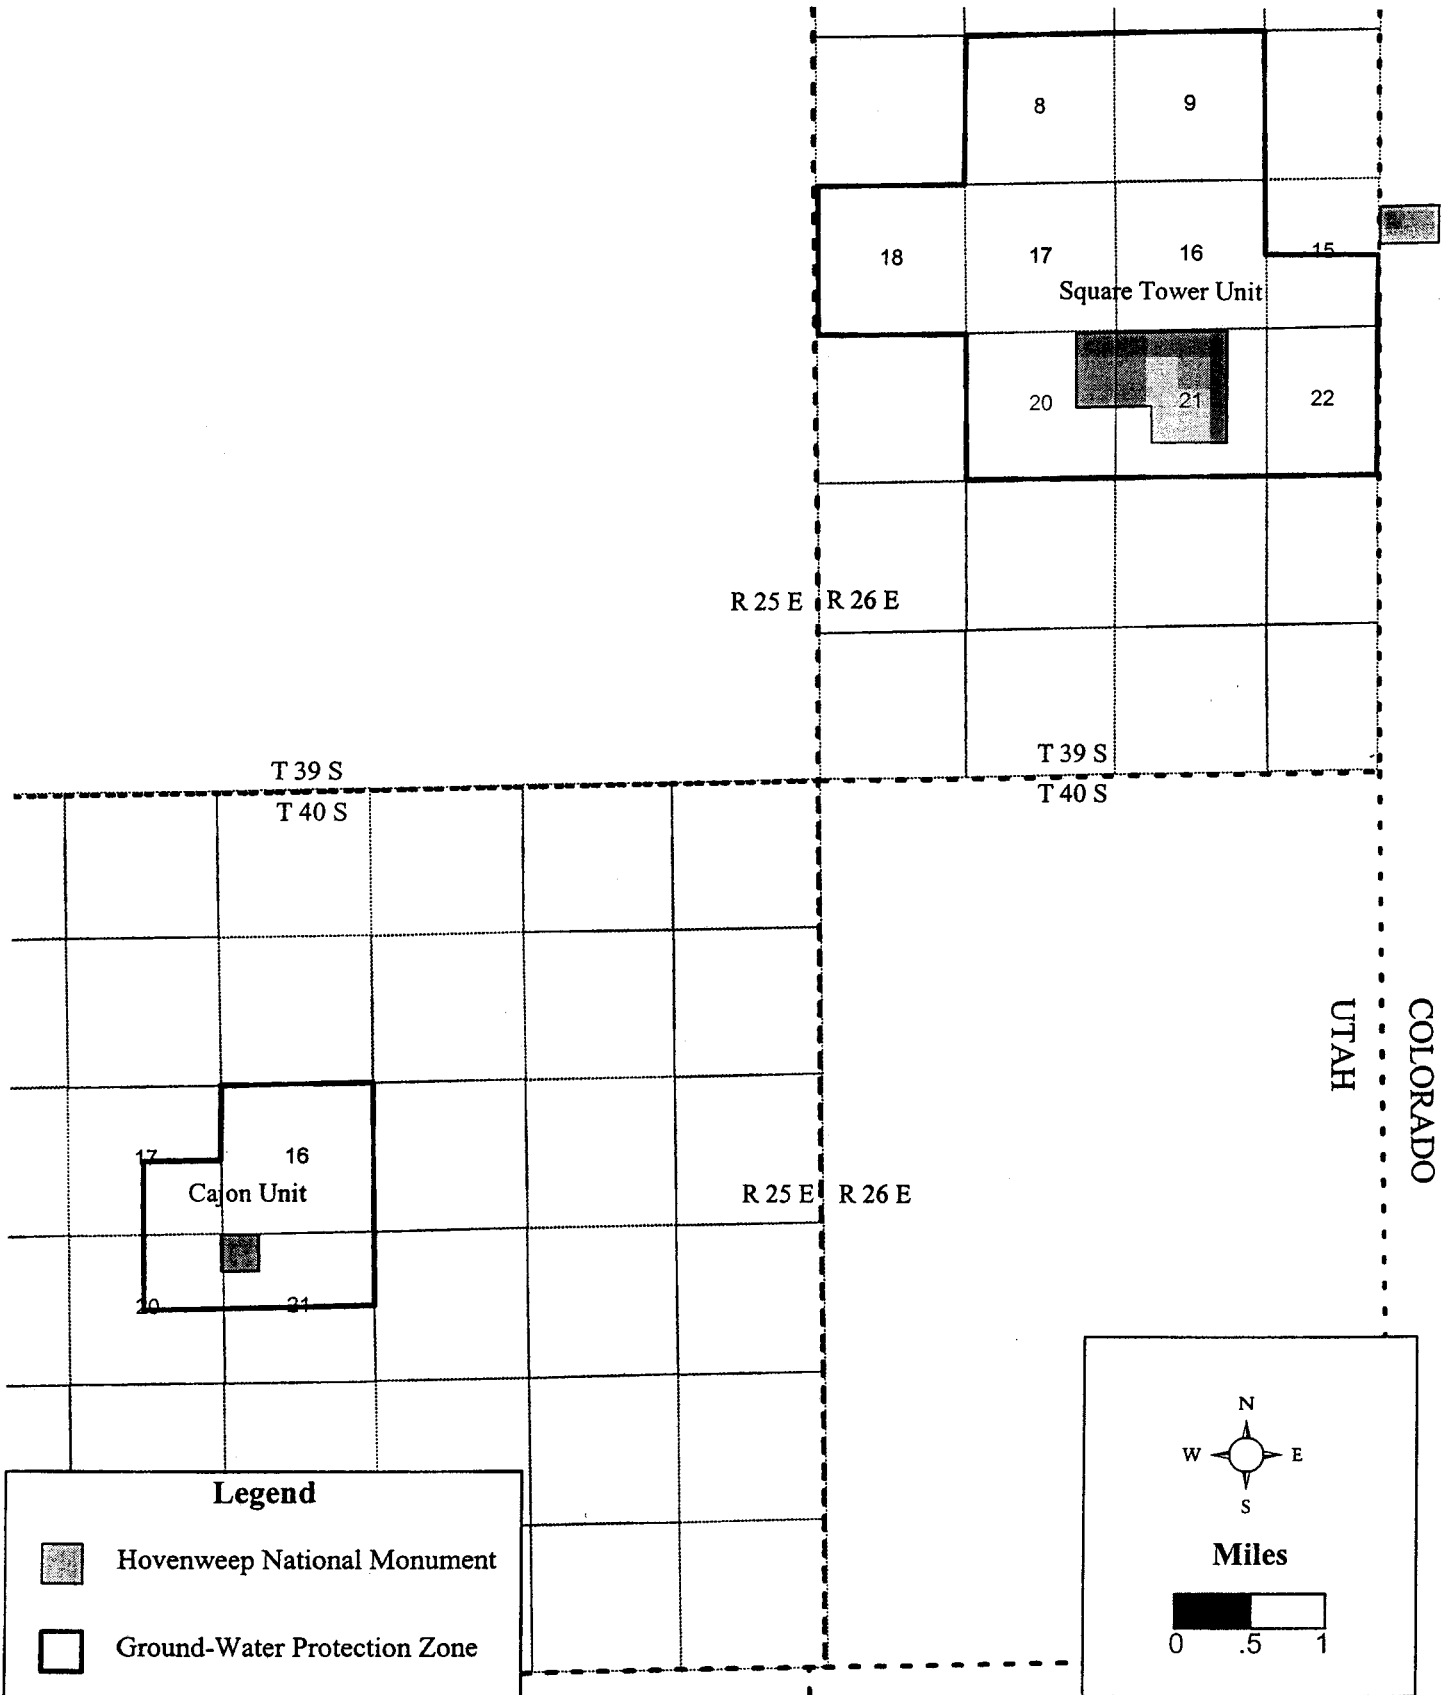 8 9
18 17 16 15
Square Tower Unit
20 21 22
R 25 E R 26 E
T 39 S T 39 S
T 40 S T 40 S
UTAH
COLORADO
17 16
Cajon Unit
R 25 E R 26 E
20 21
Legend
Hovenweep National Monument
Ground-Water Protection Zone
N
W E
S
Miles
0 .5 1